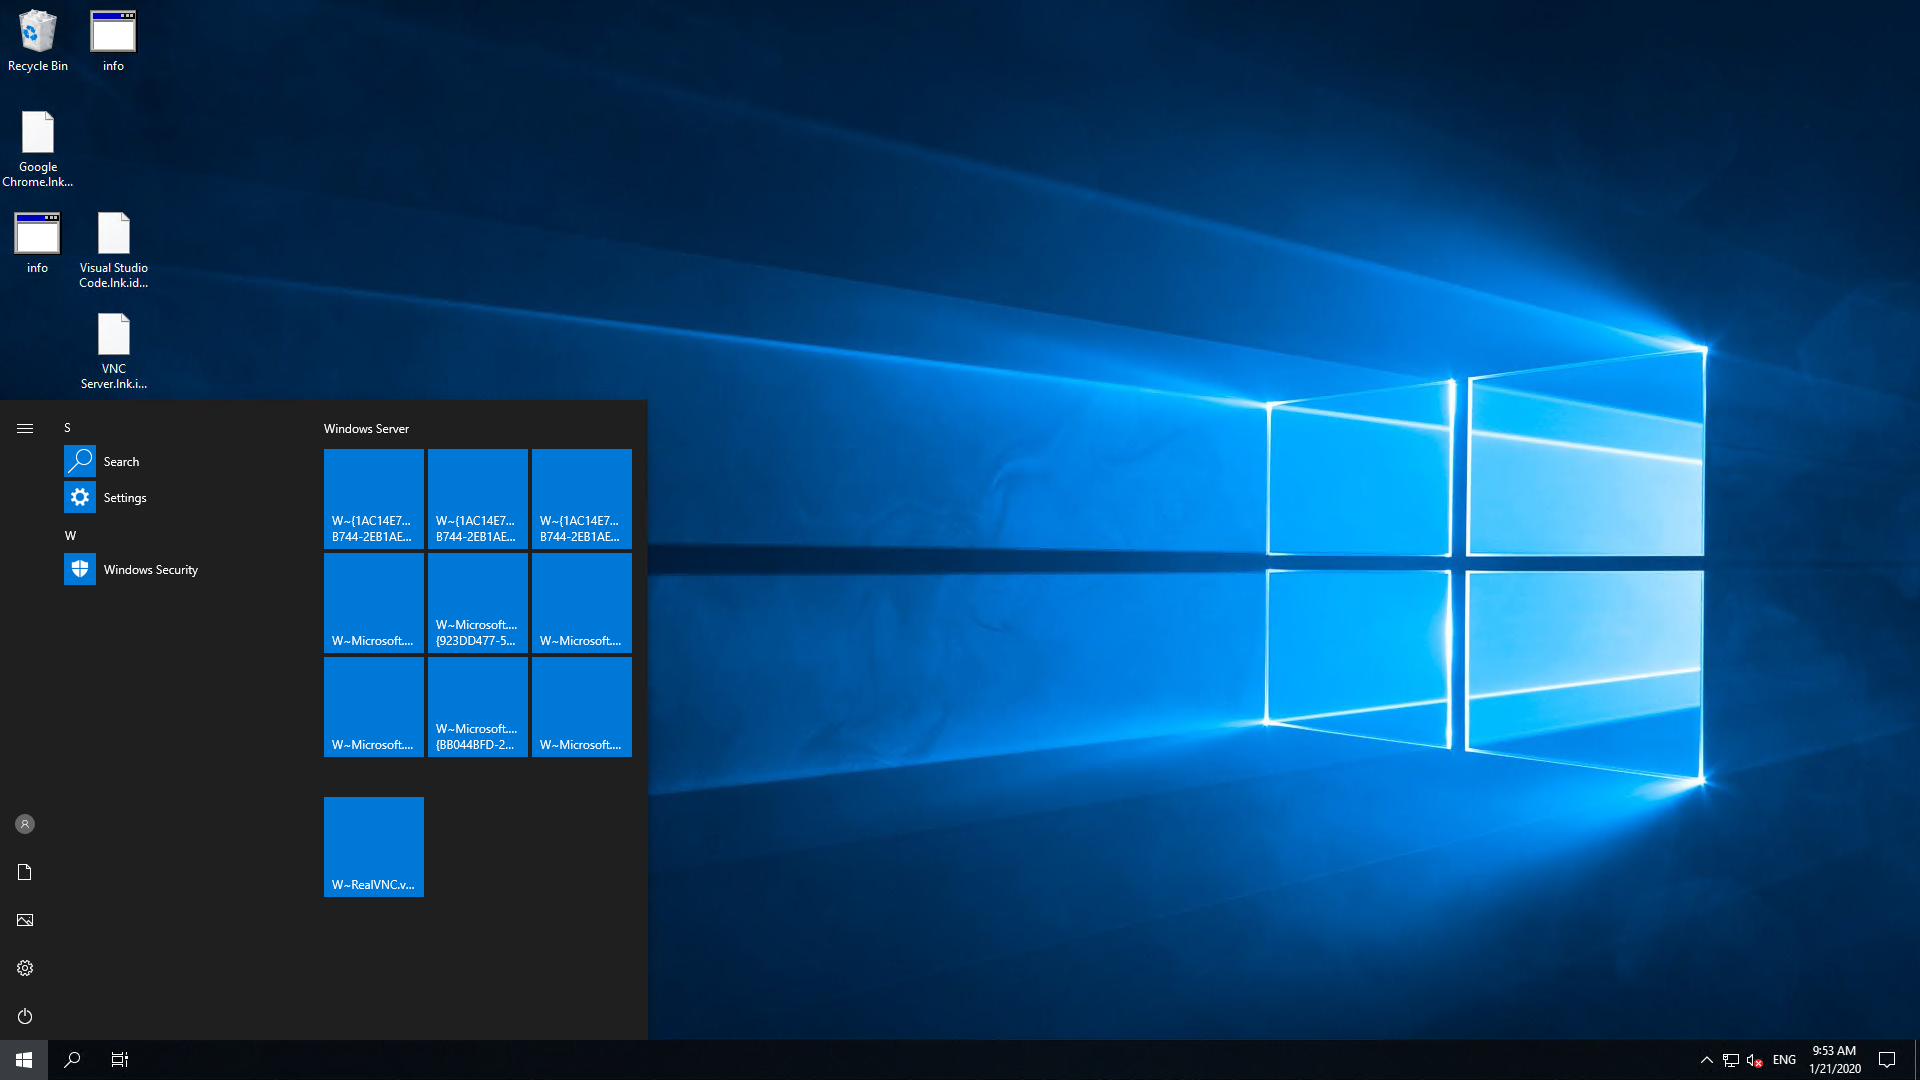 Recycle Bin
info
Google
Chrome.lnk...
info
Visual Studio
Code.lnk.id...
VNC
Server.lnk.i...
S
Search
Settings
W
Windows Security
Windows Server
W~{1AC14E7...
B744-2EB1AE...
W~{1AC14E7...
B744-2EB1AE...
W~{1AC14E7...
B744-2EB1AE...
W~Microsoft....
W~Microsoft....
{923DD477-5...
W~Microsoft....
W~Microsoft....
W~Microsoft....
{BB044BFD-2...
W~Microsoft....
W~RealVNC.v...
ENG
9:53 AM
1/21/2020